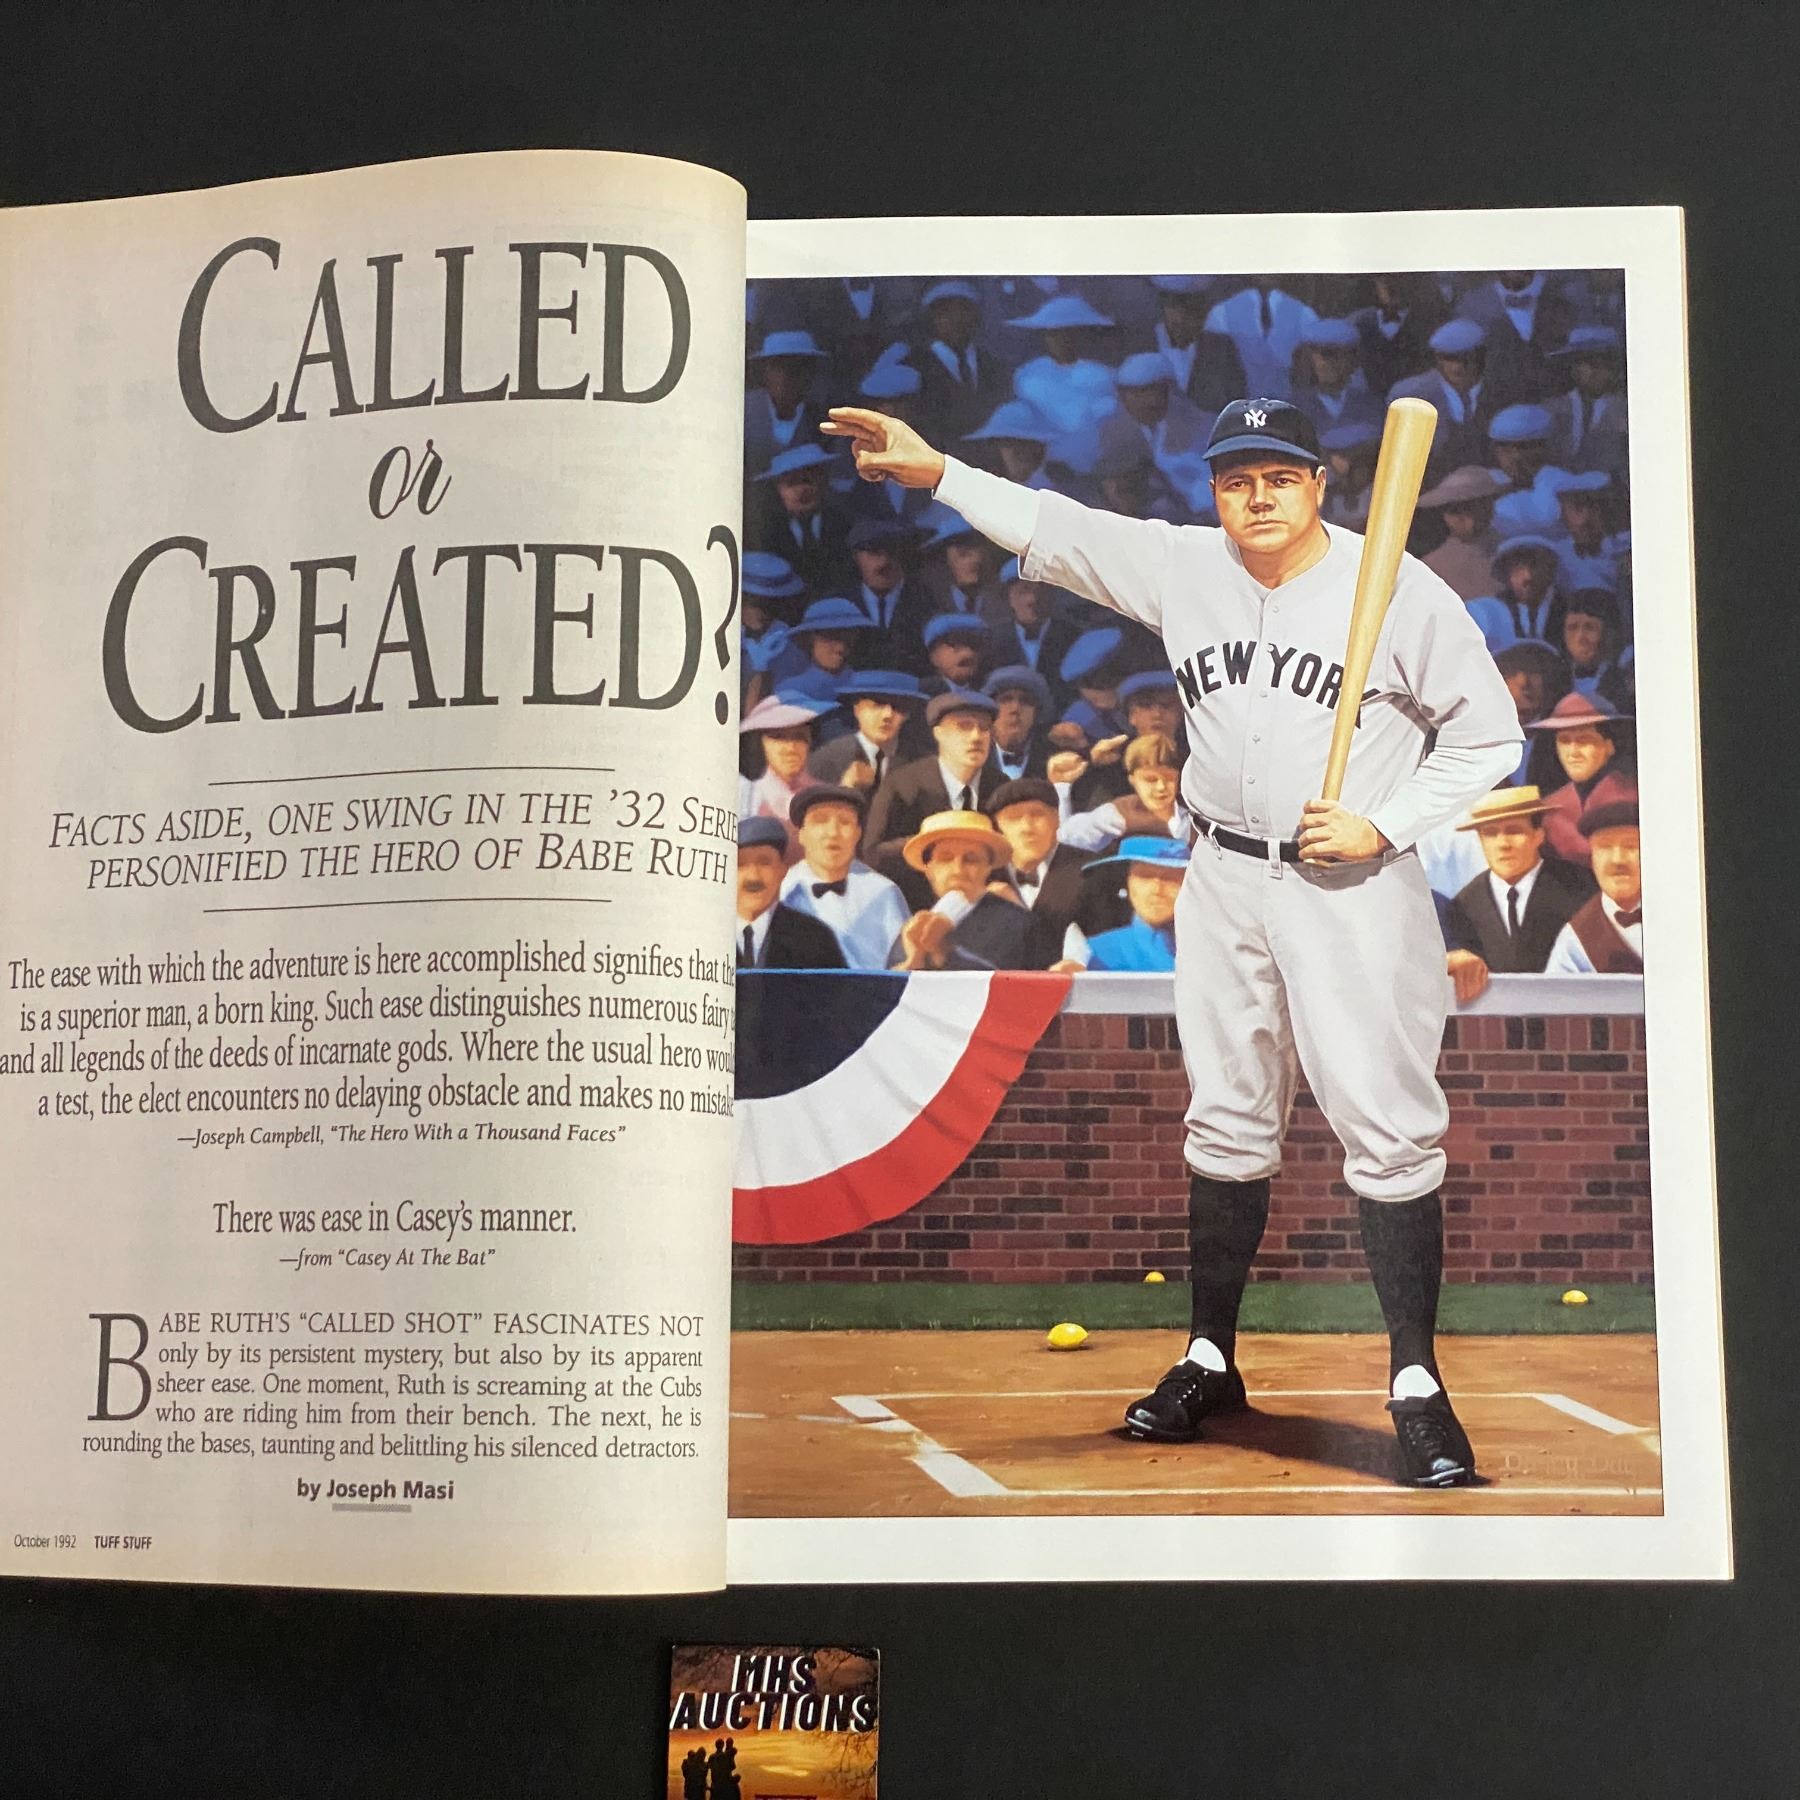 CALLED
or
CREATED?
FACTS ASIDE, ONE SWING IN THE ’32
PERSONIFIED THE HERO OF BABE RUTH
The ease with which the adventure is here accomplished signifies that
is a superior man, a born king. Such ease distinguishes numerous fairy
and all legends of the deeds of incarnate gods. Where the usual hero
a test, the elect encounters no delaying obstacle and makes no
—Joseph Campbell, “The Hero With a Thousand Faces”
There was ease in Casey’s manner.
—from “Casey At The Bat”
BABE RUTH’S “CALLED SHOT” FASCINATES NOT
only by its persistent mystery, but also by its apparent
sheer ease. One moment, Ruth is screaming at the Cubs
who are riding him from their bench. The next, he is
rounding the bases, taunting and belittling his silenced detractors.
by Joseph Masi
October 1992 TUFF STUFF
NY
NEW YORK
MHS
AUCTIONS